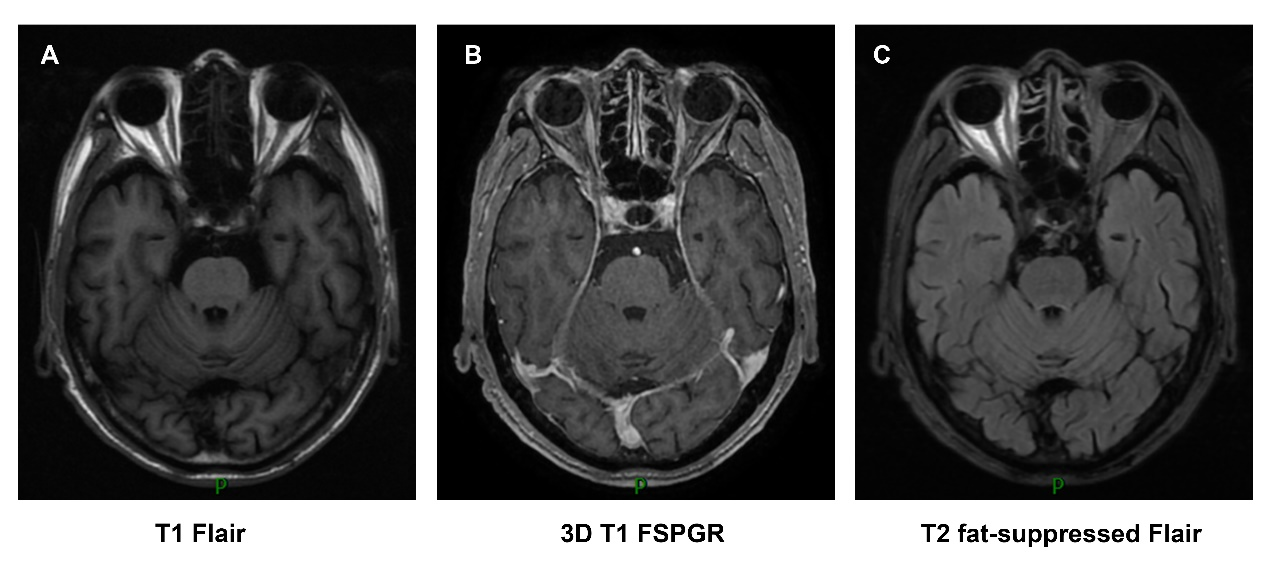 A
B
C
P
P
P
T1 Flair
3D T1 FSPGR
T2 fat-suppressed Flair